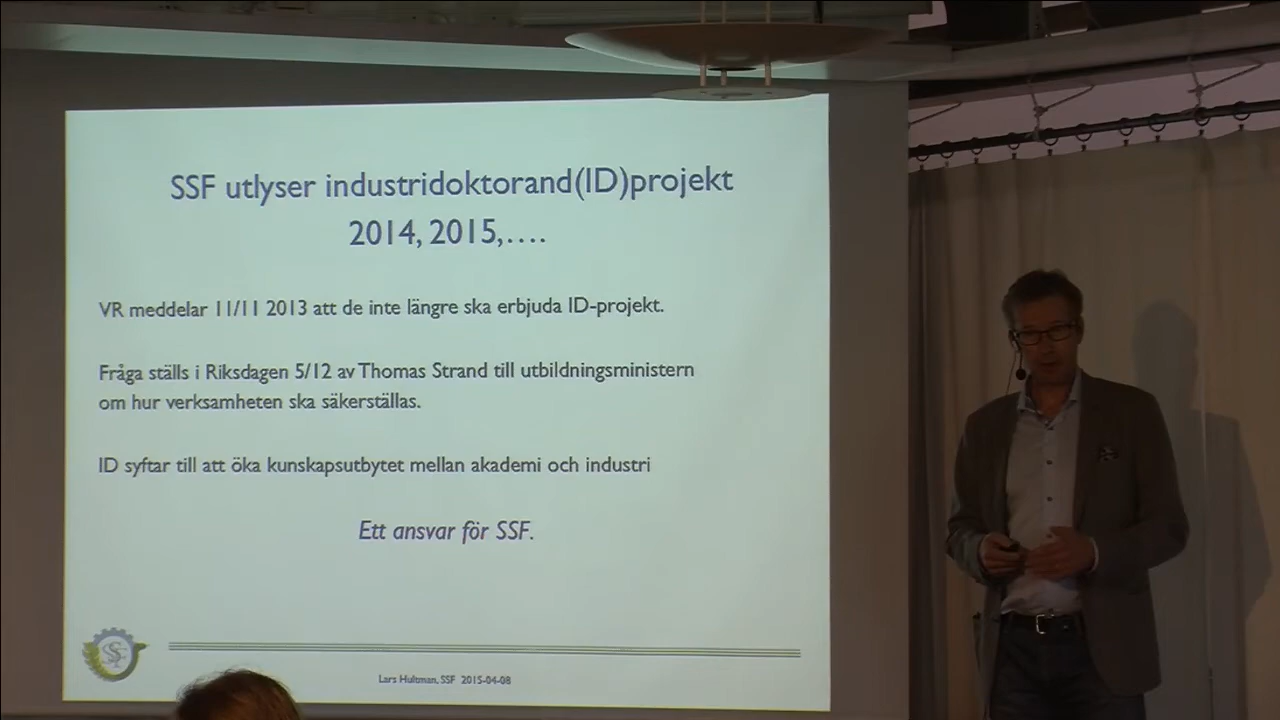 SSF utlyser industridoktorand(ID)projekt
2014, 2015,....
VR meddelar 11/11 2013 att de inte längre ska erbjuda ID-projekt.
Fråga ställs i Riksdagen 5/12 av Thomas Strand till utbildningsministern
om hur verksamheten ska säkerställas.
ID syftar till att öka kunskapsutbytet mellan akademi och industri
Ett ansvar för SSF.
SSF
Lars Hultman, SSF 2015-04-08